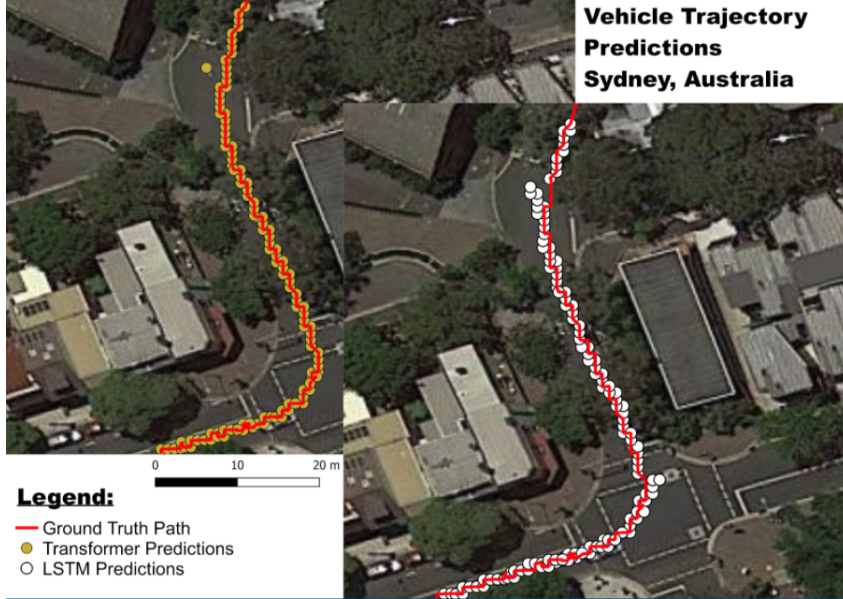 Vehicle Trajectory
Predictions
Sydney, Australia
0 10 20 m
Legend:
Ground Truth Path
Transformer Predictions
LSTM Predictions